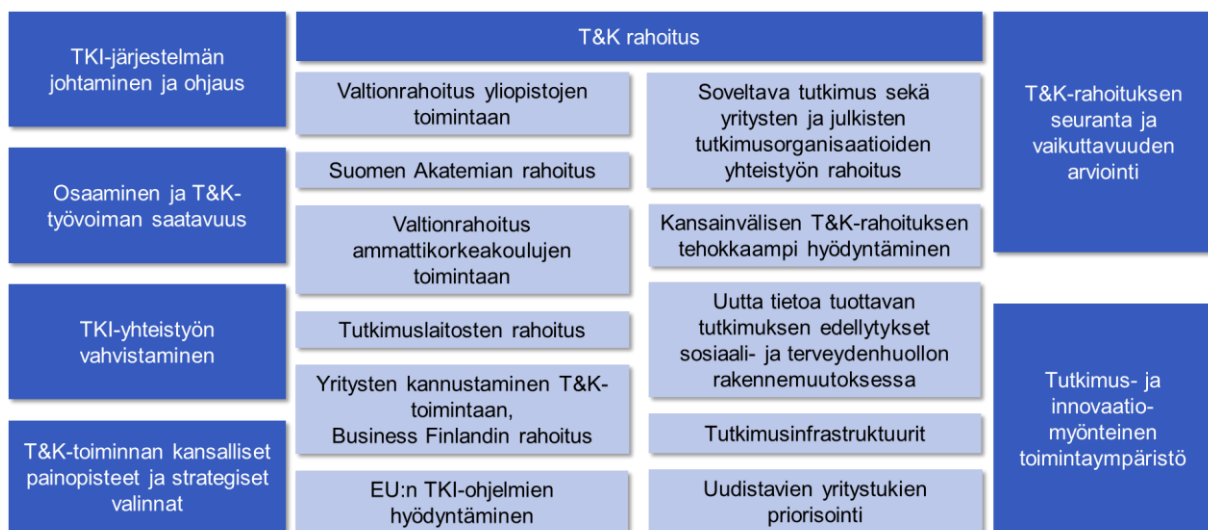 TKI-järjestelmän
johtaminen ja ohjaus
Osaaminen ja T&K-
työvoiman saatavuus
TKI-yhteistyön
vahvistaminen
T&K-toiminnan kansalliset
painopisteet ja strategiset
valinnat
T&K rahoitus
Valtionrahoitus yliopistojen
toimintaan
Suomen Akatemian rahoitus
Valtionrahoitus
ammattikorkeakoulujen
toimintaan
Tutkimuslaitosten rahoitus
Yritysten kannustaminen T&K-
toimintaan,
Business Finlandin rahoitus
EU:n TKI-ohjelmien
hyödyntäminen
Soveltava tutkimus sekä
yritysten ja julkisten
tutkimusorganisaatioiden
yhteistyön rahoitus
Kansainvälisen T&K-rahoituksen
tehokkaampi hyödyntäminen
Uutta tietoa tuottavan
tutkimuksen edellytykset
sosiaali- ja terveydenhuollon
rakennemuutoksessa
Tutkimusinfrastruktuurit
Uudistavien yritystukien
priorisointi
T&K-rahoituksen
seuranta ja
vaikuttavuuden
arviointi
Tutkimus- ja
innovaatio-
myönteinen
toimintaympäristö